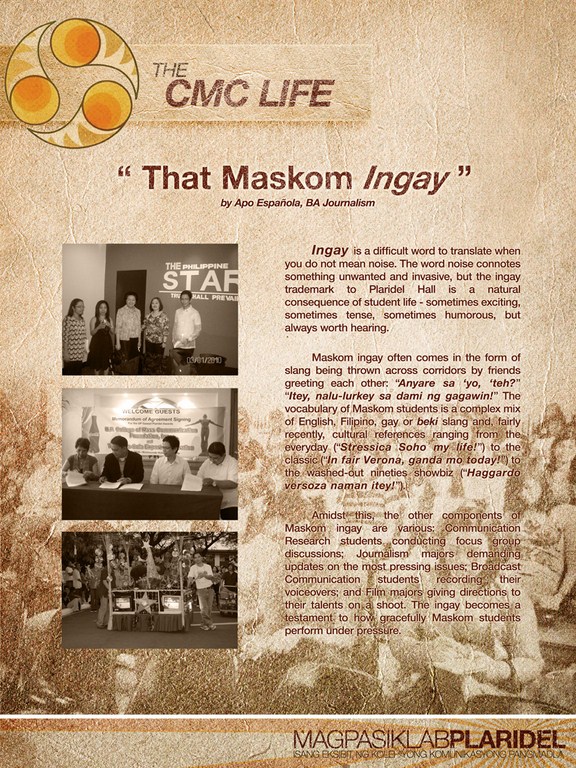 THE
CMC LIFE
“ That Maskom Ingay ”
by Apo Española, BA Journalism
THE PHILIPPINE
STAR
03/01/2010
WELCOME GUESTS
Memorandum of Agreement Signing
Ingay is a difficult word to translate when
you do not mean noise. The word noise connotes
something unwanted and invasive, but the ingay
trademark to Plaridel Hall is a natural
consequence of student life - sometimes exciting,
sometimes tense, sometimes humorous, but
always worth hearing.
Maskom ingay often comes in the form of
slang being thrown across corridors by friends
greeting each other: “Anyare sa ‘yo, ‘teh?”
“Itey, nalu-lurkey sa dami ng gagawin!” The
vocabulary of Maskom students is a complex mix
of English, Filipino, gay or beki slang and, fairly
recently, cultural references ranging from the
everyday (“Stressica Soho my life!”) to the
classic (“In fair Verona, ganda mo today!”) to
the washed-out nineties showbiz (“Haggardo
versoza naman itey!”).
Amidst this, the other components of
Maskom ingay are various: Communication
Research students conducting focus group
discussions; Journalism majors demanding
updates on the most pressing issues; Broadcast
Communication students recording their
voiceovers; and Film majors giving directions to
their talents on a shoot. The ingay becomes a
testament to how gracefully Maskom students
perform under pressure.
MAGPASIKLABPLARIDEL
ISANG EKSIBIT NG KOLEHIYONG KOMUNIKASYONG PANGMADLA